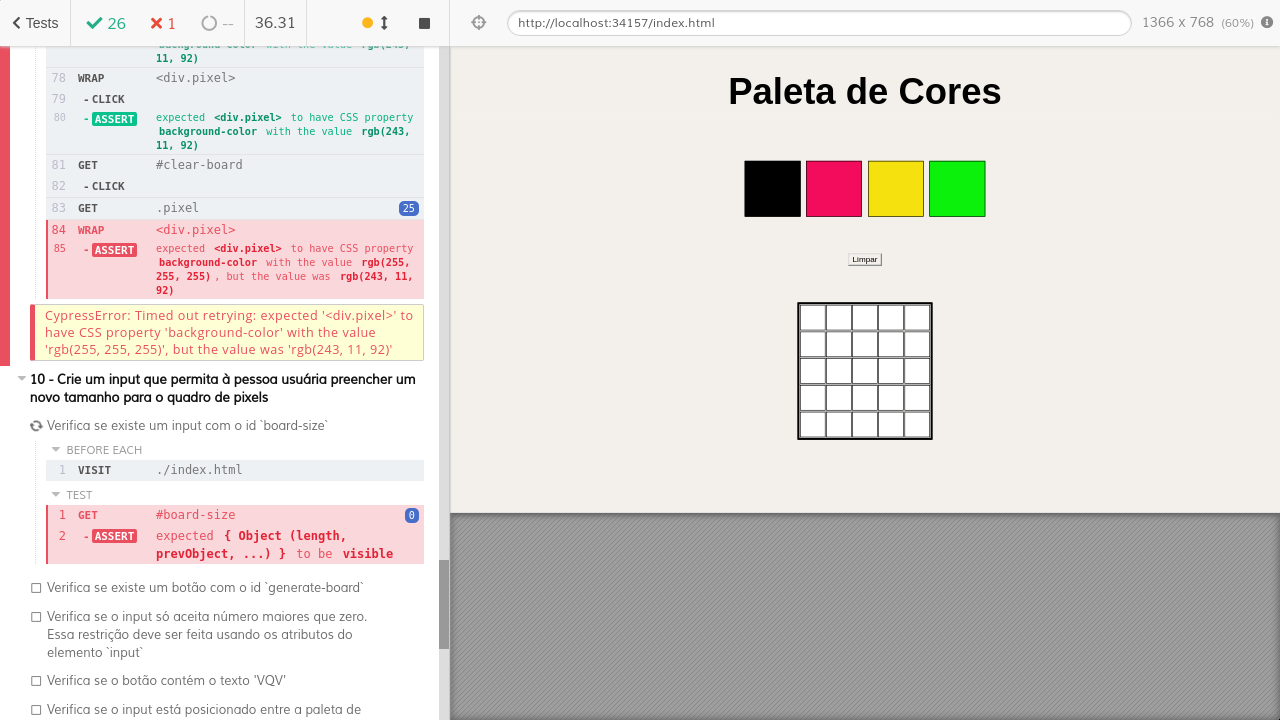 Tests 26 1 -- 36.31 http://localhost:34157/index.html 1366 x 768 (60%)
background-color with the value rgb(243,
11, 92)
78 WRAP <div.pixel>
79 - CLICK
80 - ASSERT expected <div.pixel> to have CSS property
background-color with the value rgb(243,
11, 92)
81 GET #clear-board
82 - CLICK
83 GET .pixel 25
84 WRAP <div.pixel>
85 - ASSERT expected <div.pixel> to have CSS property
background-color with the value rgb(255,
255, 255) , but the value was rgb(243, 11,
92)
CypressError: Timed out retrying: expected '<div.pixel>' to
have CSS property 'background-color' with the value
'rgb(255, 255, 255)', but the value was 'rgb(243, 11, 92)'
10 - Crie um input que permita à pessoa usuária preencher um
novo tamanho para o quadro de pixels
Verifica se existe um input com o id `board-size`
BEFORE EACH
1 VISIT ./index.html
TEST
1 GET #board-size 0
2 - ASSERT expected { Object (length,
prevObject, ...) } to be visible
Verifica se existe um botão com o id `generate-board`
Verifica se o input só aceita número maiores que zero.
Essa restrição deve ser feita usando os atributos do
elemento `input`
Verifica se o botão contém o texto 'VQV'
Verifica se o input está posicionado entre a paleta de
Paleta de Cores
Limpar